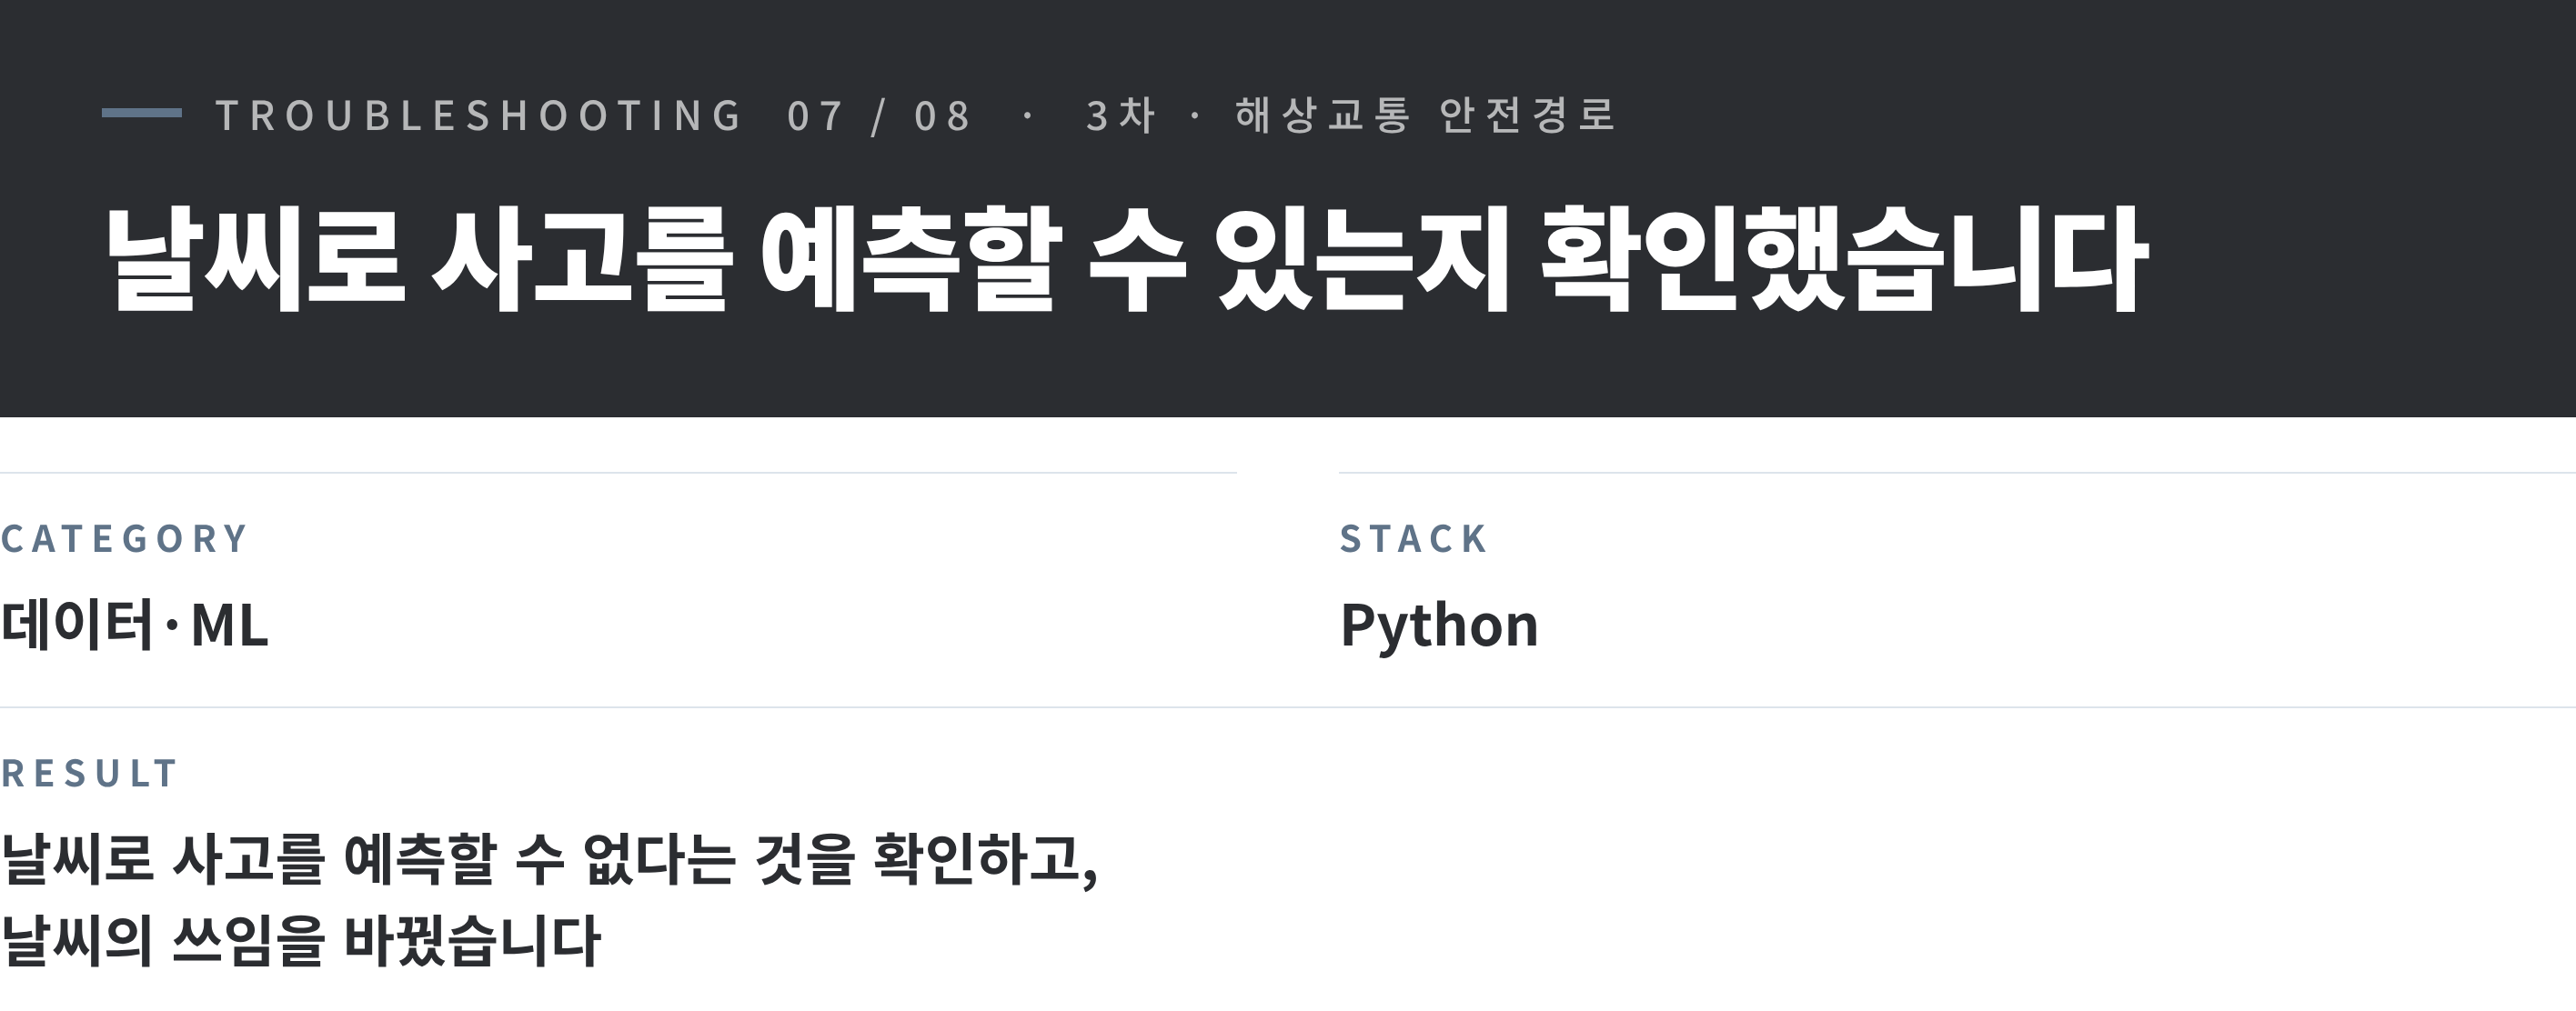 TROUBLESHOOTING 07 / 08 · 3차 · 해상교통 안전경로
날씨로 사고를 예측할 수 있는지 확인했습니다
CATEGORY
데이터·ML
STACK
Python
RESULT
날씨로 사고를 예측할 수 없다는 것을 확인하고,
날씨의 쓰임을 바꿨습니다